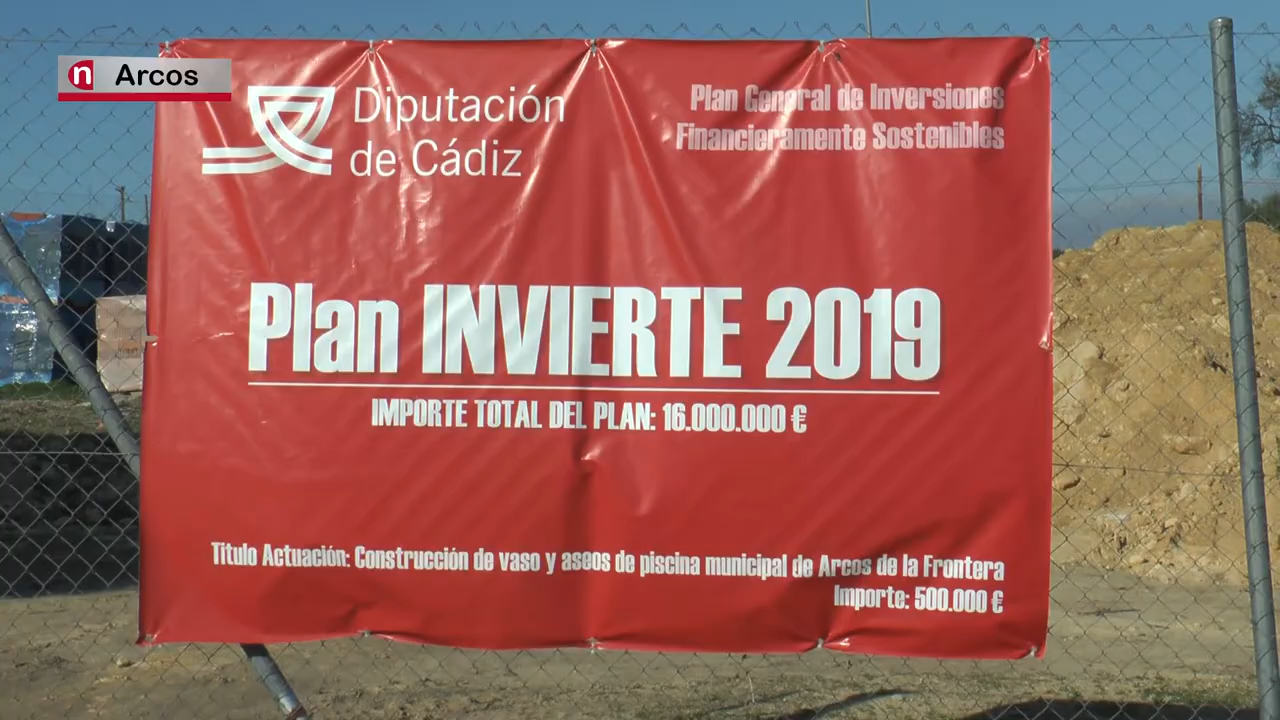 n Arcos
Diputación
de Cádiz
Plan General de Inversiones
Financieramente Sostenibles
Plan INVIERTE 2019
IMPORTE TOTAL DEL PLAN: 16.000.000 €
Titulo Actuación: Construcción de vaso y aseos de piscina municipal de Arcos de la Frontera
Importe: 500.000 €